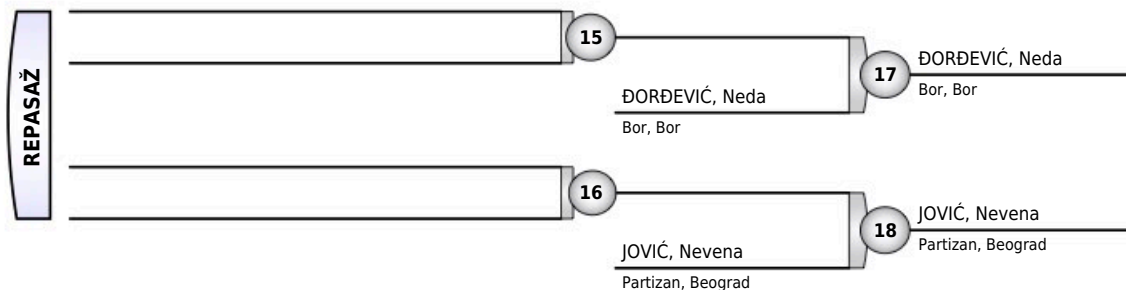 REPASAŽ
15
ĐORĐEVIĆ, Neda
Bor, Bor
17
ĐORĐEVIĆ, Neda
Bor, Bor
16
JOVIĆ, Nevena
Partizan, Beograd
18
JOVIĆ, Nevena
Partizan, Beograd